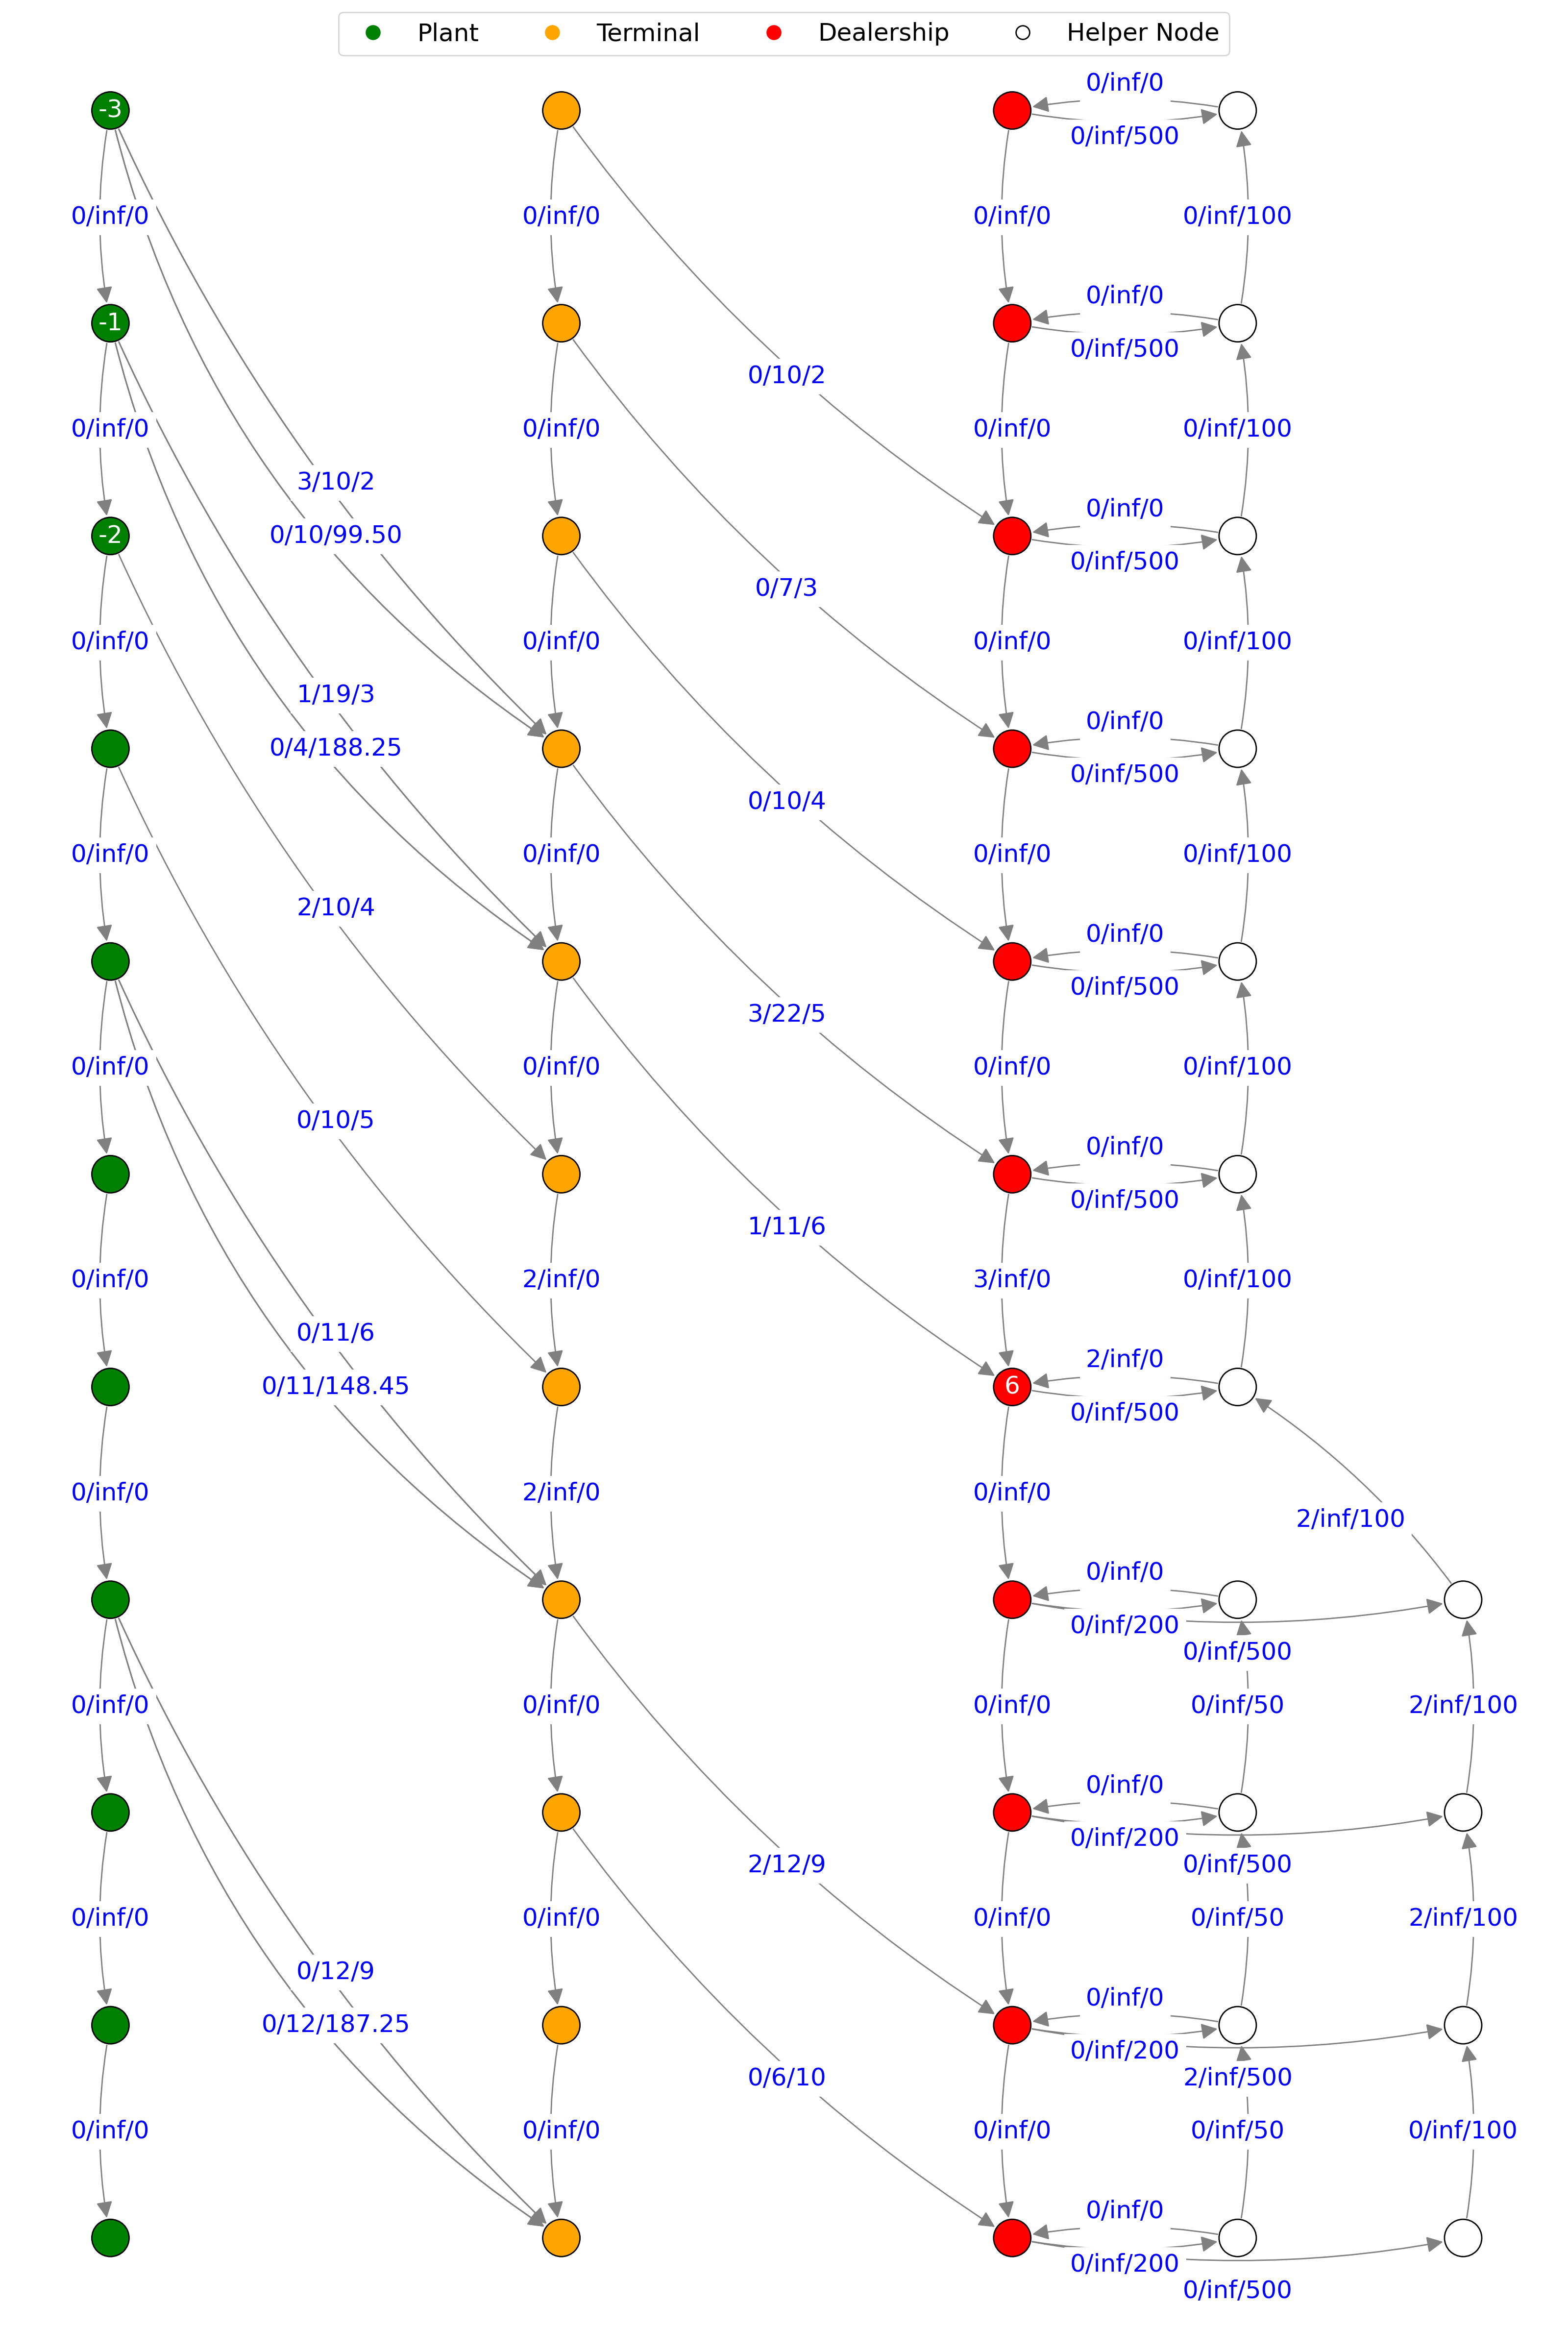 Plant Terminal Dealership Helper Node
0/inf/0
-3
0/inf/500
0/inf/0 0/inf/0 0/inf/0 0/inf/100
0/inf/0
-1
0/inf/500
0/10/2
0/inf/0 0/inf/0 0/inf/0 0/inf/100
3/10/2
0/inf/0
0/10/99.50
-2
0/inf/500
0/7/3
0/inf/0 0/inf/0 0/inf/0 0/inf/100
1/19/3
0/inf/0
0/4/188.25
0/inf/500
0/10/4
0/inf/0 0/inf/0 0/inf/0 0/inf/100
2/10/4
0/inf/0
0/inf/500
3/22/5
0/inf/0 0/inf/0 0/inf/0 0/inf/100
0/10/5
0/inf/0
0/inf/500
1/11/6
0/inf/0 2/inf/0 3/inf/0 0/inf/100
0/11/6
2/inf/0
0/11/148.45
6
0/inf/500
0/inf/0 2/inf/0 0/inf/0
2/inf/100
0/inf/0
0/inf/200
0/inf/500
0/inf/0 0/inf/0 0/inf/0 0/inf/50 2/inf/100
0/inf/0
0/inf/200
2/12/9
0/inf/500
0/inf/0 0/inf/0 0/inf/0 0/inf/50 2/inf/100
0/12/9
0/inf/0
0/12/187.25
0/inf/200
0/6/10
2/inf/500
0/inf/0 0/inf/0 0/inf/0 0/inf/50 0/inf/100
0/inf/0
0/inf/200
0/inf/500